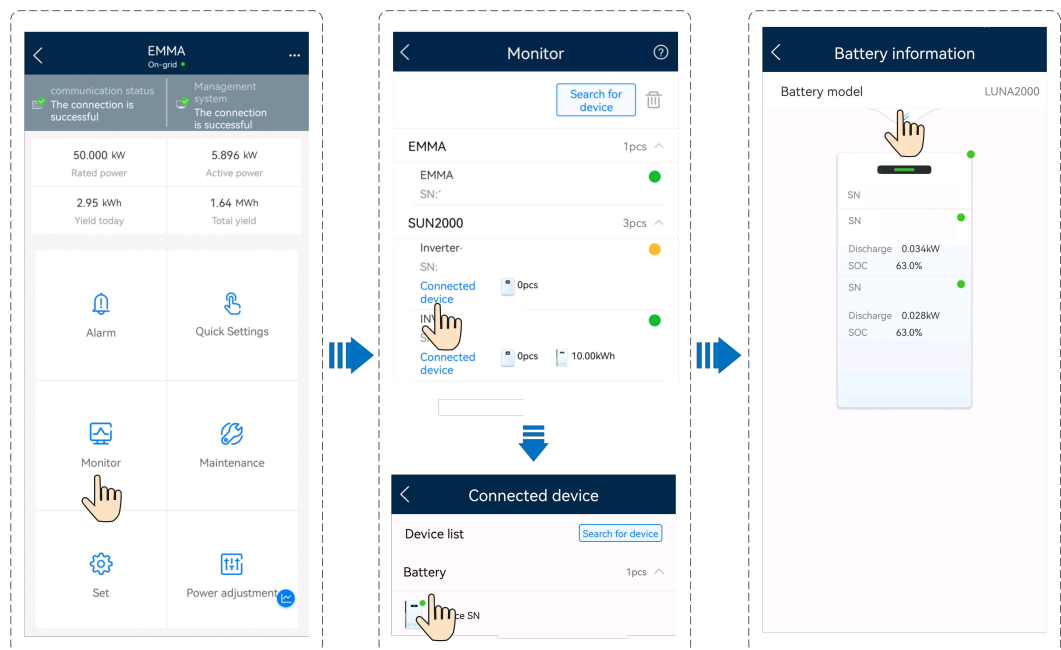 EMMA
On-grid
...
communication status
The connection is
successful
Management
system
The connection
is successful
50.000 kW
Rated power
5.896 kW
Active power
2.95 kWh
Yield today
1.64 MWh
Total yield
Alarm
Quick Settings
Monitor
Maintenance
Set
Power adjustment
Monitor
?
Search for
device
EMMA
1pcs
EMMA
SN:
SUN2000
3pcs
Inverter-
SN:
Connected
device
0pcs
Connected
device
0pcs
10.00kWh
Connected device
Device list
Search for device
Battery
1pcs
SN
Battery information
Battery model
LUNA2000
SN
SN
Discharge 0.034kW
SOC 63.0%
SN
Discharge 0.028kW
SOC 63.0%